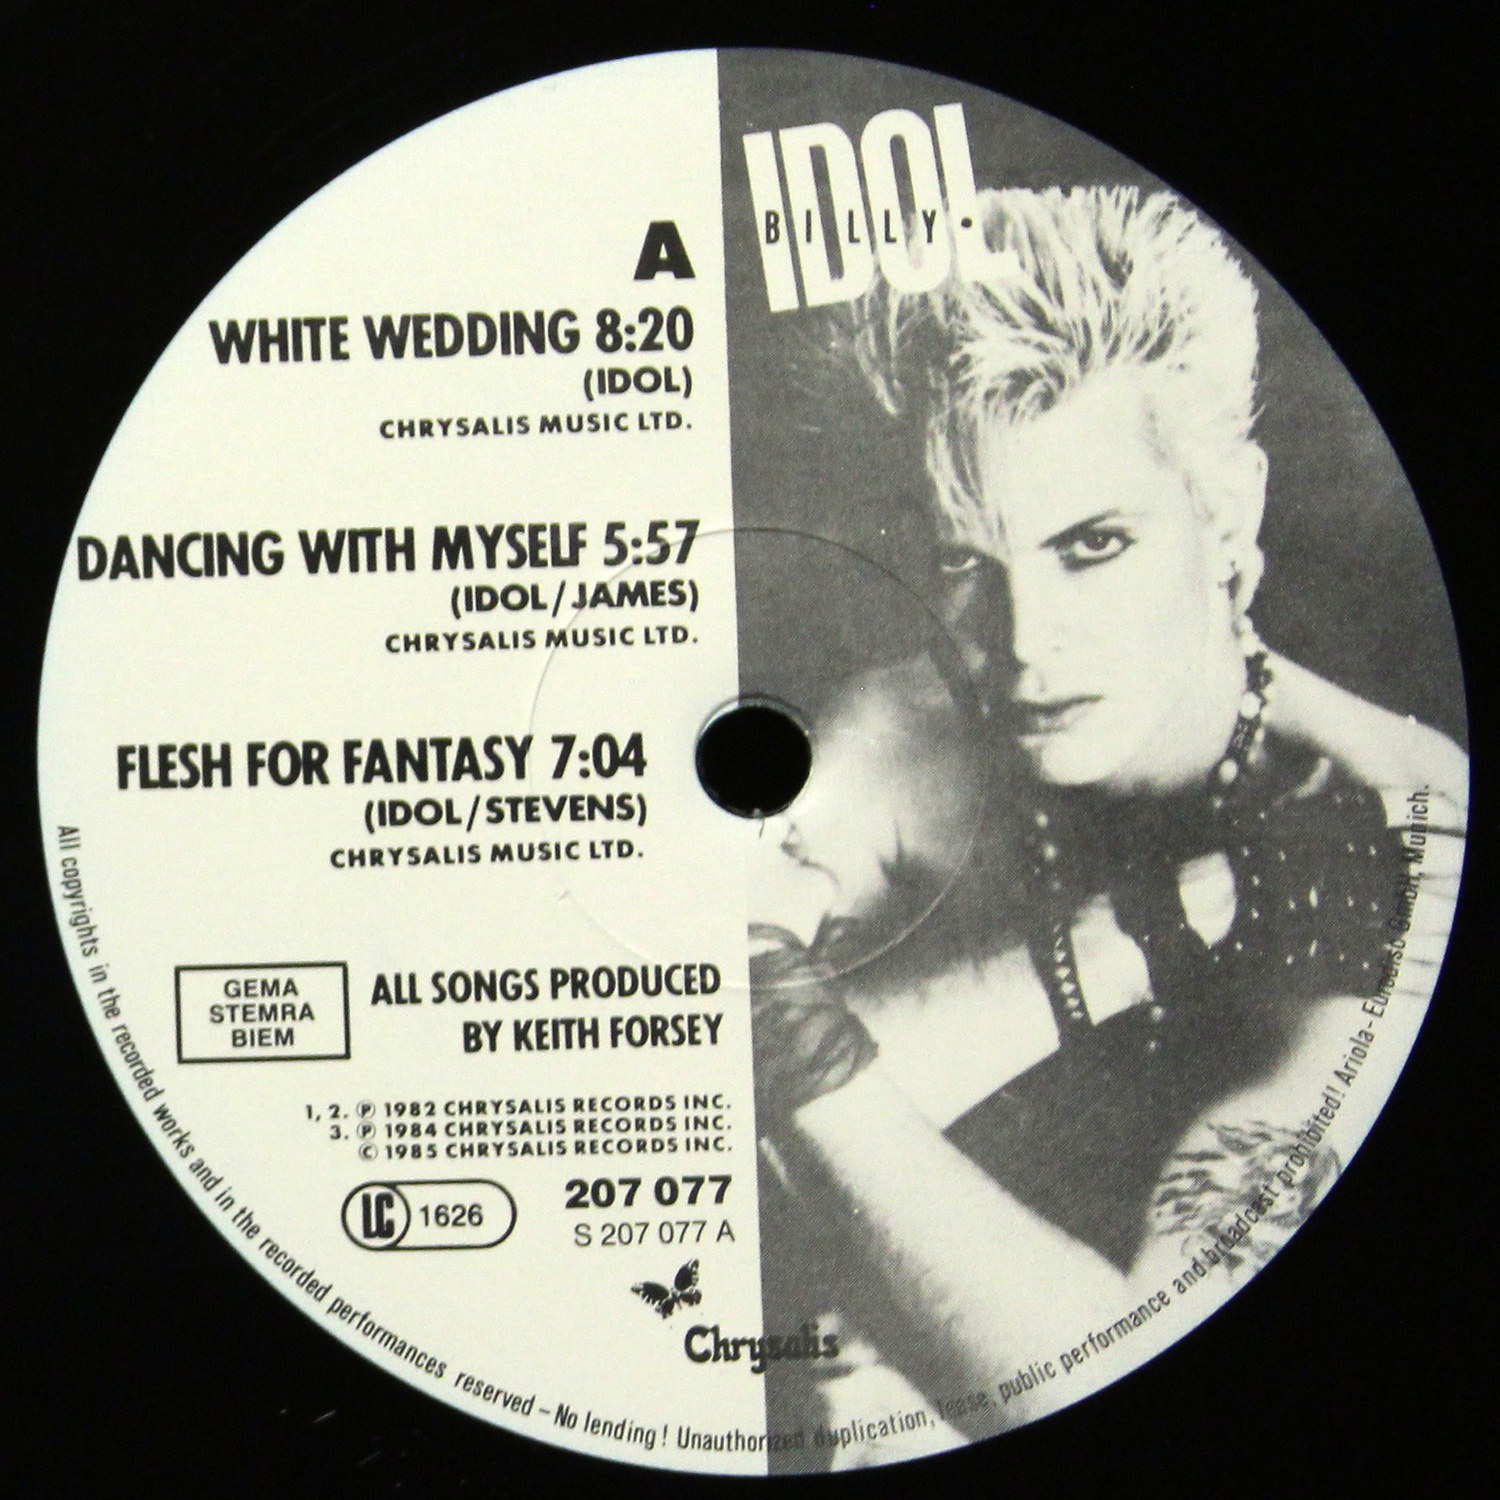 IDOL
BILLY.
A
WHITE WEDDING 8:20
(IDOL)
CHRYSALIS MUSIC LTD.
DANCING WITH MYSELF 5:57
(IDOL/JAMES)
CHRYSALIS MUSIC LTD.
FLESH FOR FANTASY 7:04
(IDOL/STEVENS)
CHRYSALIS MUSIC LTD.
GEMA
STEMRA
BIEM
ALL SONGS PRODUCED
BY KEITH FORSEY
1, 2. Ⓟ 1982 CHRYSALIS RECORDS INC.
3. Ⓟ 1984 CHRYSALIS RECORDS INC.
© 1985 CHRYSALIS RECORDS INC.
LC 1626
207 077
S 207 077 A
Chrysalis
All copyrights in the recorded works and in the recorded performances reserved – No lending! Unauthorized duplication, lease, public performance and broadcast prohibited! Ariola-Eurodisc GmbH, Munich.